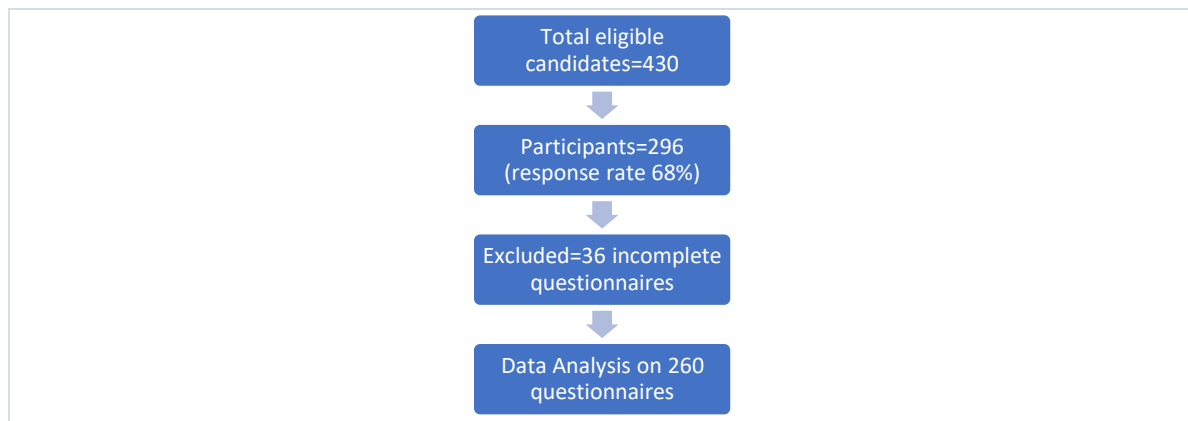 Total eligible
candidates=430
Participants=296
(response rate 68%)
Excluded=36 incomplete
questionnaires
Data Analysis on 260
questionnaires